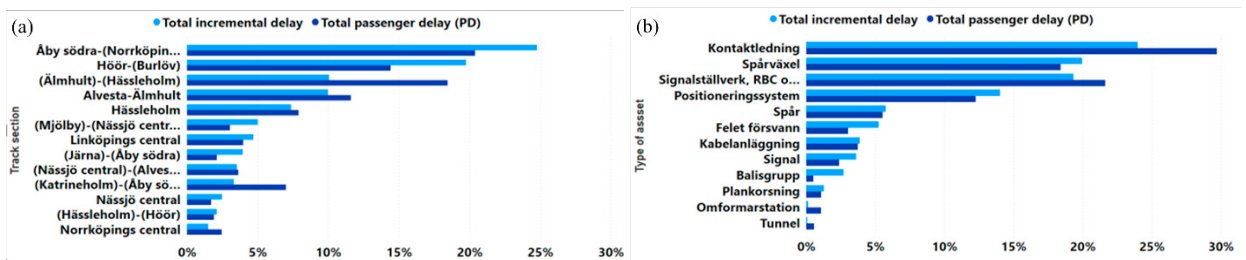 (a)
Total incremental delay Total passenger delay (PD)
Track section
Åby södra-(Norrköpin...
Höör-(Burlöv)
(Älmhult)-(Hässleholm)
Alvesta-Älmhult
Hässleholm
(Mjölby)-(Nässjö centr...
Linköpings central
(Järna)-(Åby södra)
(Nässjö central)-(Alves...
(Katrineholm)-(Åby sö...
Nässjö central
(Hässleholm)-(Höör)
Norrköpings central
0% 5% 10% 15% 20% 25% 30%
(b)
Total incremental delay Total passenger delay (PD)
Type of assset
Kontaktledning
Spårväxel
Signalställverk, RBC o...
Positioneringssystem
Spår
Felet försvann
Kabelanläggning
Signal
Balisgrupp
Plankorsning
Omformarstation
Tunnel
0% 5% 10% 15% 20% 25% 30%